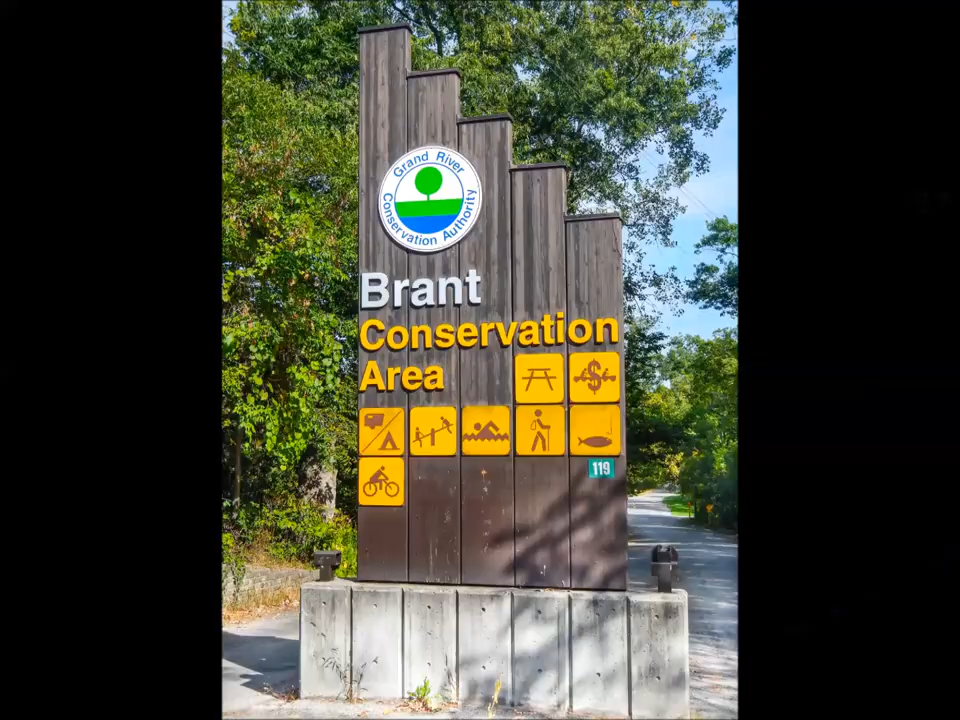 Grand River
Conservation Authority
Brant
Conservation
Area
$
119